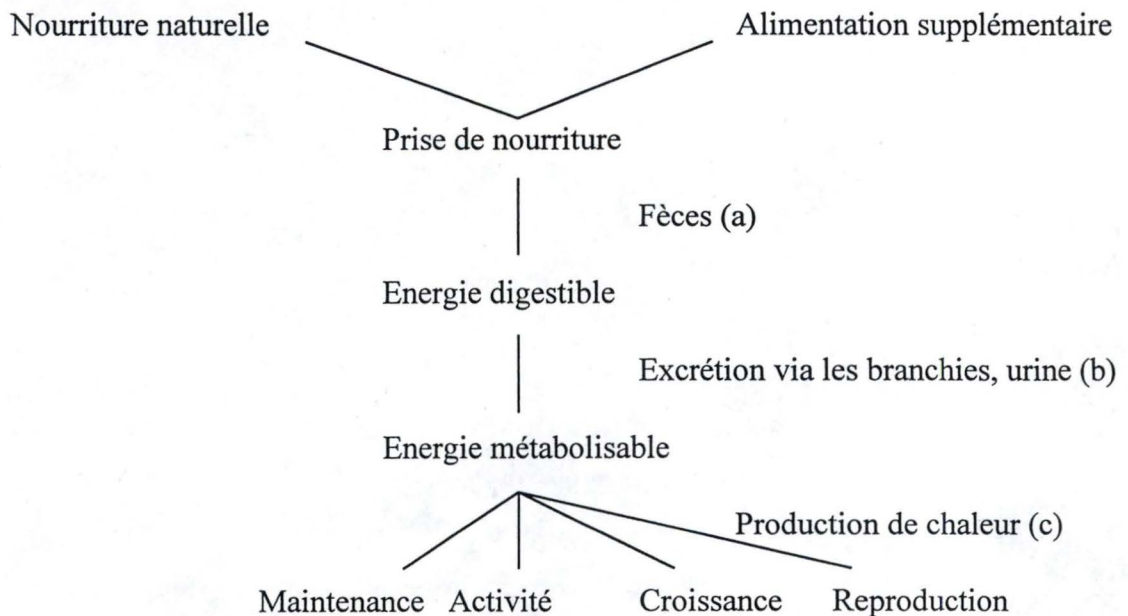 Nourriture naturelle Alimentation supplémentaire
Prise de nourriture
Fèces (a)
Energie digestible
Excrétion via les branchies, urine (b)
Energie métabolisable
Production de chaleur (c)
Maintenance Activité Croissance Reproduction